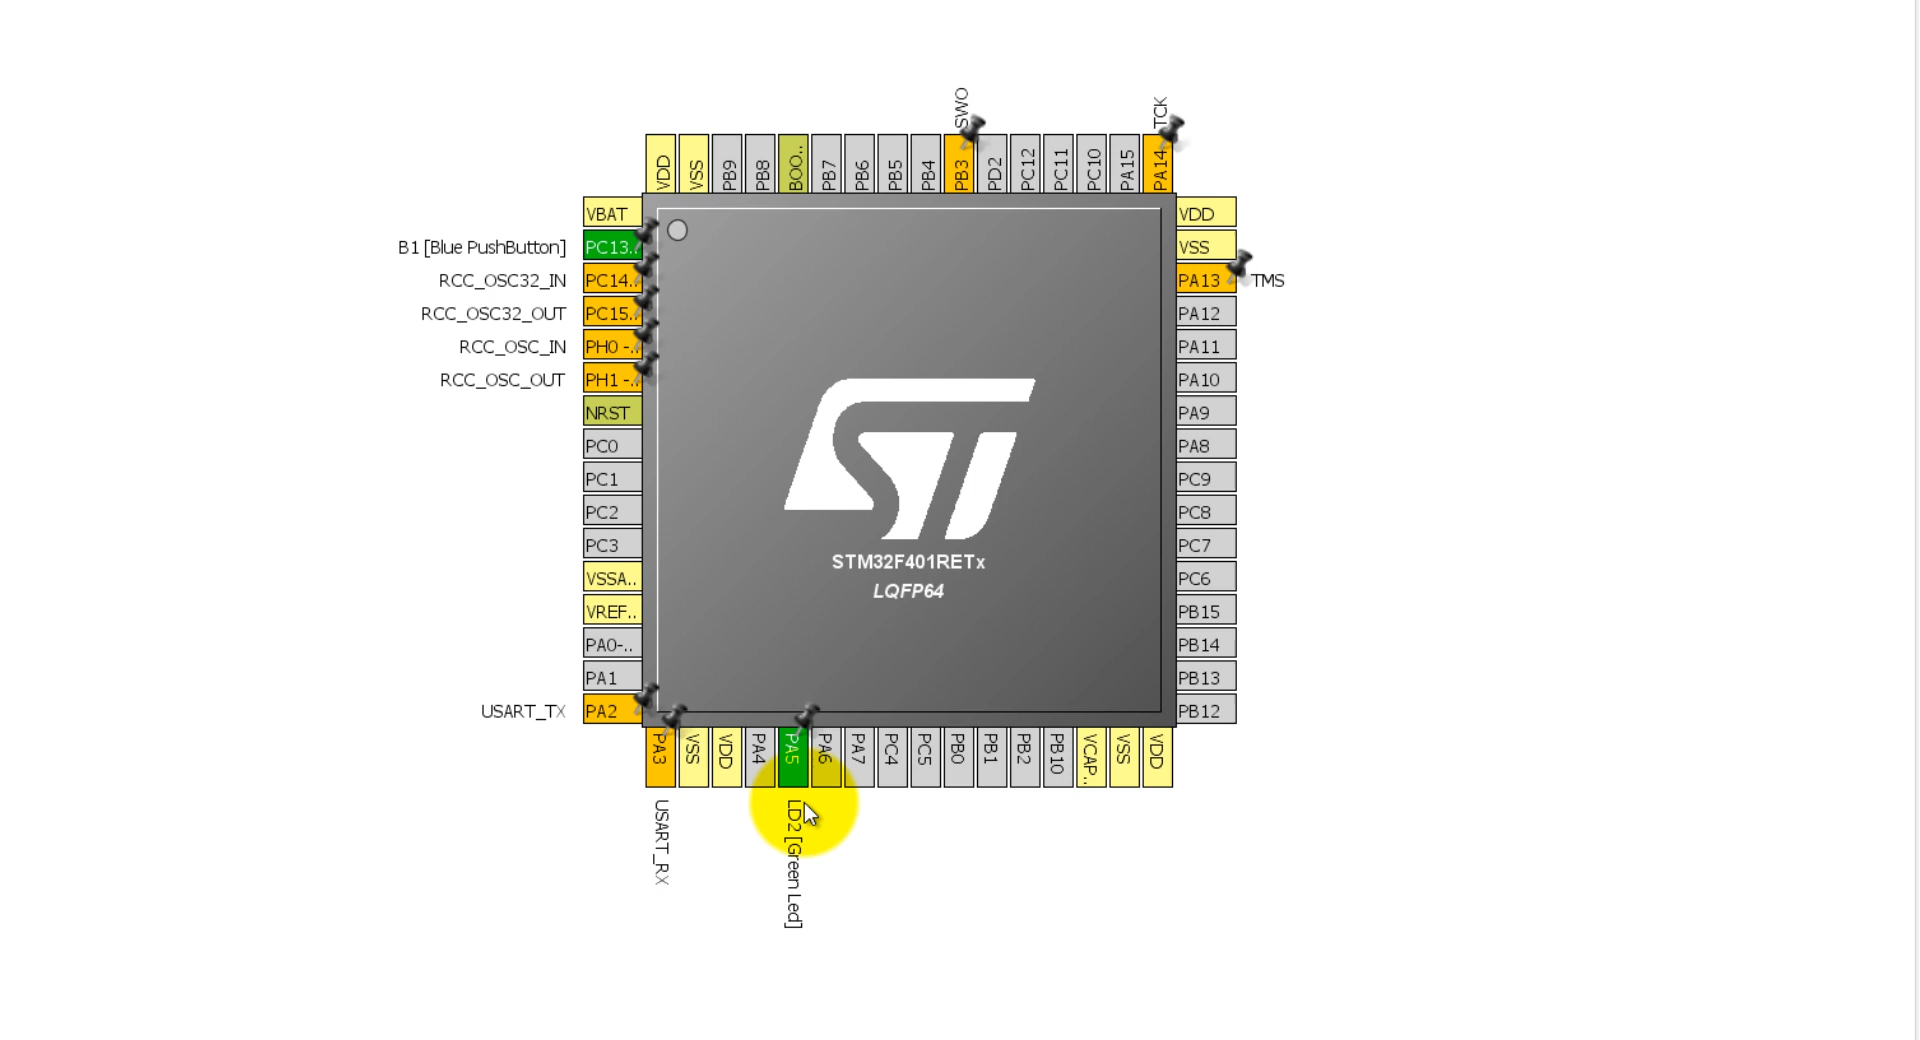 SWO
TCK
VDD
VSS
PB9
PB8
BOO..
PB7
PB6
PB5
PB4
PB3
PD2
PC12
PC11
PC10
PA15
PA14
VBAT
B1 [Blue PushButton]
PC13..
RCC_OSC32_IN
PC14..
RCC_OSC32_OUT
PC15..
RCC_OSC_IN
PH0 -..
RCC_OSC_OUT
PH1 -..
NRST
PC0
PC1
PC2
PC3
VSSA..
VREF..
PA0-..
PA1
USART_TX
PA2
VDD
VSS
PA13
TMS
PA12
PA11
PA10
PA9
PA8
PC9
PC8
PC7
PC6
PB15
PB14
PB13
PB12
ST
STM32F401RETx
LQFP64
PA3
VSS
VDD
PA4
PA5
PA6
PA7
PC4
PC5
PB0
PB1
PB2
PB10
VCAP..
VSS
VDD
USART_RX
LD2 [Green Led]